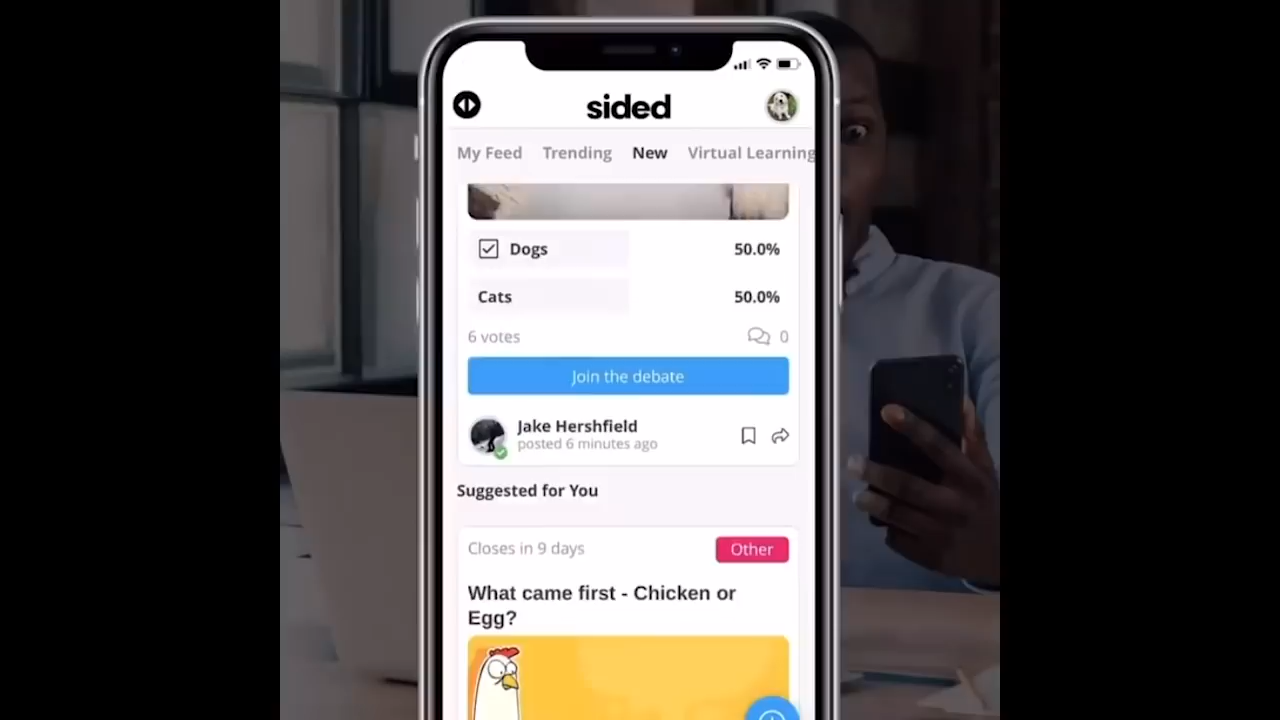 sided
My Feed Trending New Virtual Learning
Dogs 50.0%
Cats 50.0%
6 votes 0
Join the debate
Jake Hershfield
posted 6 minutes ago
Suggested for You
Closes in 9 days Other
What came first - Chicken or
Egg?